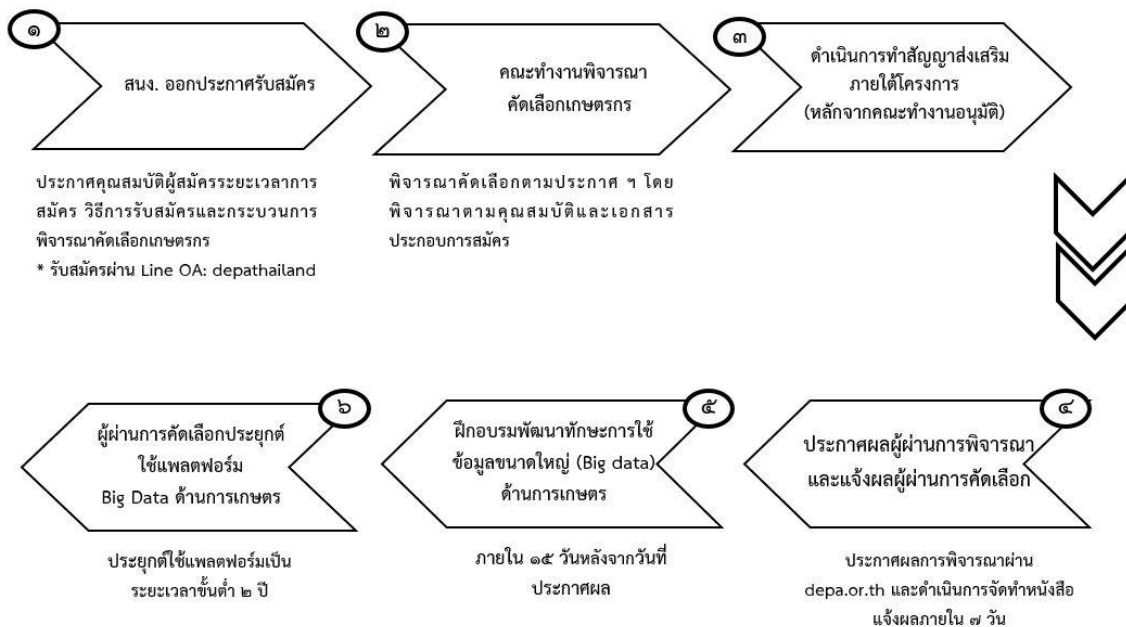 ๑
สนง. ออกประกาศรับสมัคร
ประกาศคุณสมบัติผู้สมัครระยะเวลาการ
สมัคร วิธีการรับสมัครและกระบวนการ
พิจารณาคัดเลือกเกษตรกร
* รับสมัครผ่าน Line OA: depathailand
๒
คณะทำงานพิจารณา
คัดเลือกเกษตรกร
พิจารณาคัดเลือกตามประกาศ ฯ โดย
พิจารณาตามคุณสมบัติและเอกสาร
ประกอบการสมัคร
๓
ดำเนินการทำสัญญาส่งเสริม
ภายใต้โครงการ
(หลักจากคณะทำงานอนุมัติ)
๔
ประกาศผลผู้ผ่านการพิจารณา
และแจ้งผลผู้ผ่านการคัดเลือก
ประกาศผลการพิจารณาผ่าน
depa.or.th และดำเนินการจัดทำหนังสือ
แจ้งผลภายใน ๗ วัน
๕
ฝึกอบรมพัฒนาทักษะการใช้
ข้อมูลขนาดใหญ่ (Big data)
ด้านการเกษตร
ภายใน ๑๕ วันหลังจากวันที่
ประกาศผล
๖
ผู้ผ่านการคัดเลือกประยุกต์
ใช้แพลตฟอร์ม
Big Data ด้านการเกษตร
ประยุกต์ใช้แพลตฟอร์มเป็น
ระยะเวลาขั้นต่ำ ๒ ปี